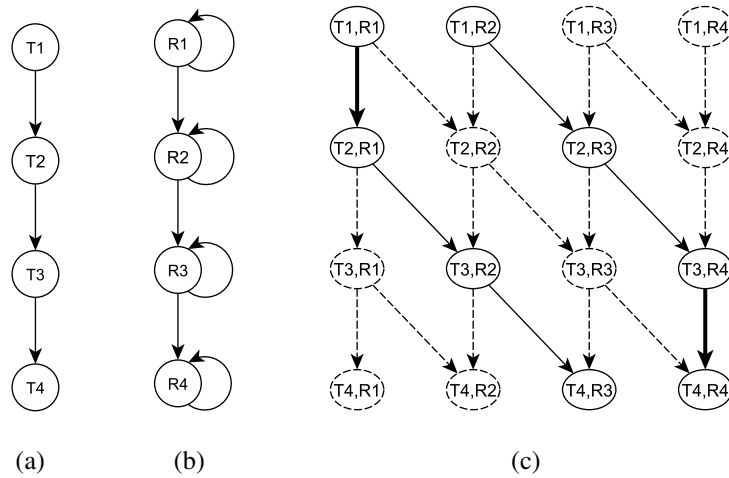 T1
T2
T3
T4
R1
R2
R3
R4
T1,R1 T1,R2 T1,R3 T1,R4
T2,R1 T2,R2 T2,R3 T2,R4
T3,R1 T3,R2 T3,R3 T3,R4
T4,R1 T4,R2 T4,R3 T4,R4
(a) (b) (c)